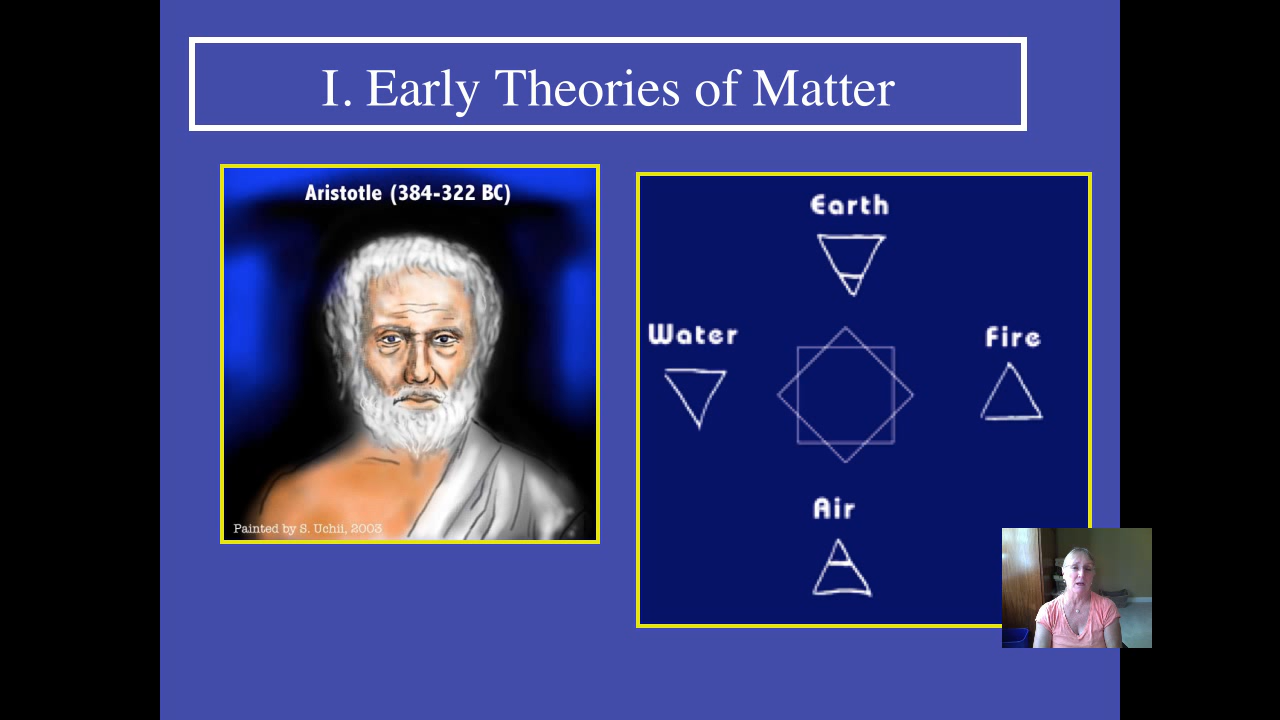 I. Early Theories of Matter
Aristotle (384-322 BC)
Painted by S. Uchii, 2003
Earth
Water
Fire
Air